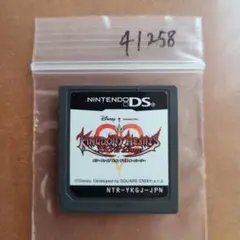 41258
NINTENDO DS
Disney
KINGDOM HEARTS
©Disney. Developed by SQUARE ENIX
NTR-YKGJ-JPN